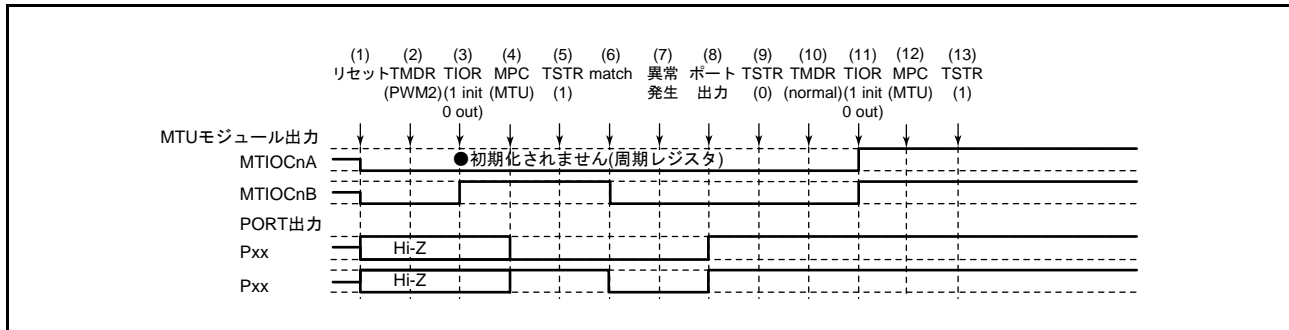 (1) (2) (3) (4) (5) (6) (7) (8) (9) (10) (11) (12) (13)
リセット TMDR TIOR MPC TSTR match 異常 ポート TSTR TMDR TIOR MPC TSTR
(PWM2) (1 init (MTU) (1) 発生 出力 (0) (normal) (1 init (MTU) (1)
0 out) 0 out)
MTUモジュール出力
MTIOCnA ●初期化されません(周期レジスタ)
MTIOCnB
PORT出力
Pxx Hi-Z
Pxx Hi-Z